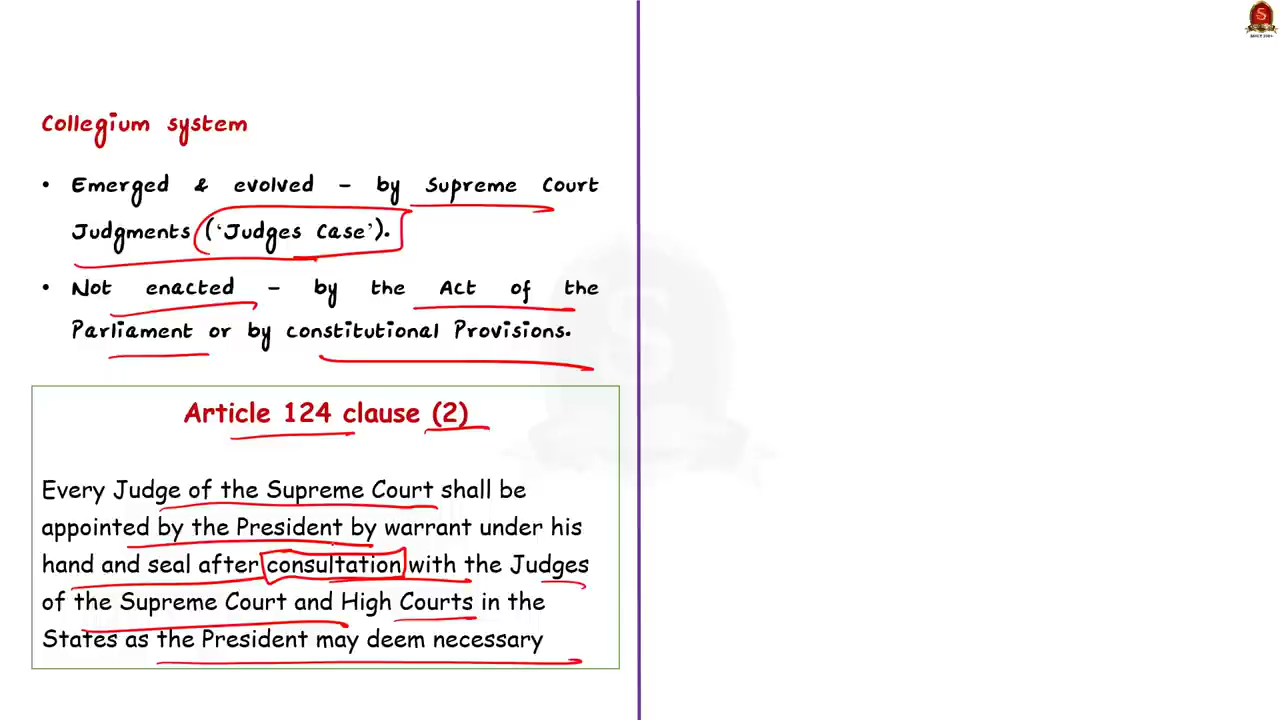 Collegium system
• Emerged & evolved - by Supreme Court
Judgments ('Judges Case').
• Not enacted - by the Act of the
Parliament or by constitutional Provisions.
Article 124 clause (2)
Every Judge of the Supreme Court shall be
appointed by the President by warrant under his
hand and seal after consultation with the Judges
of the Supreme Court and High Courts in the
States as the President may deem necessary